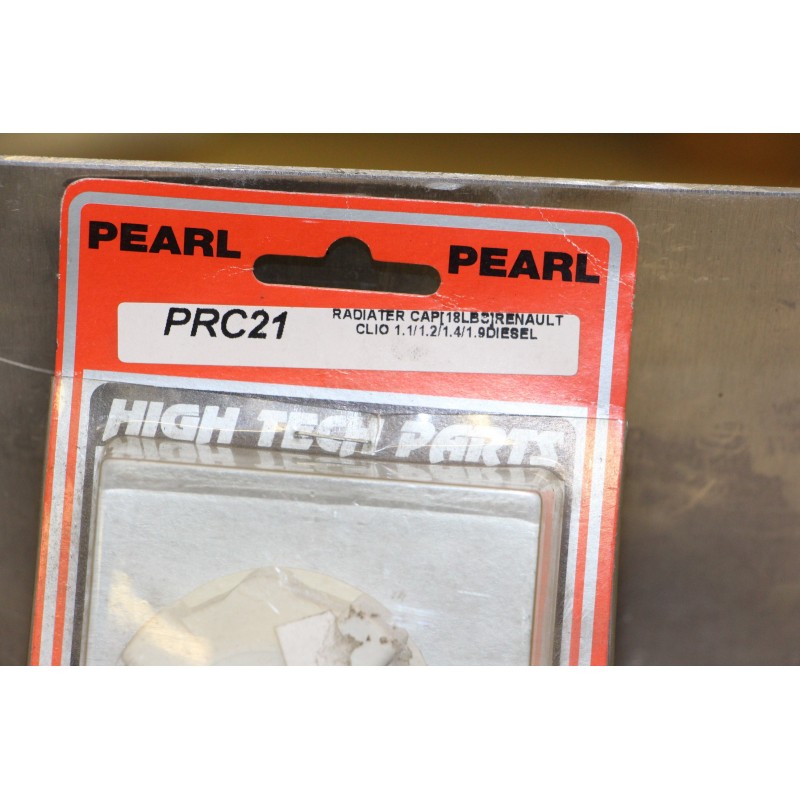 PEARL PEARL
PRC21 RADIATER CAP[18LBS]RENAULT
CLIO 1.1/1.2/1.4/1.9DIESEL
HIGH TECH PARTS